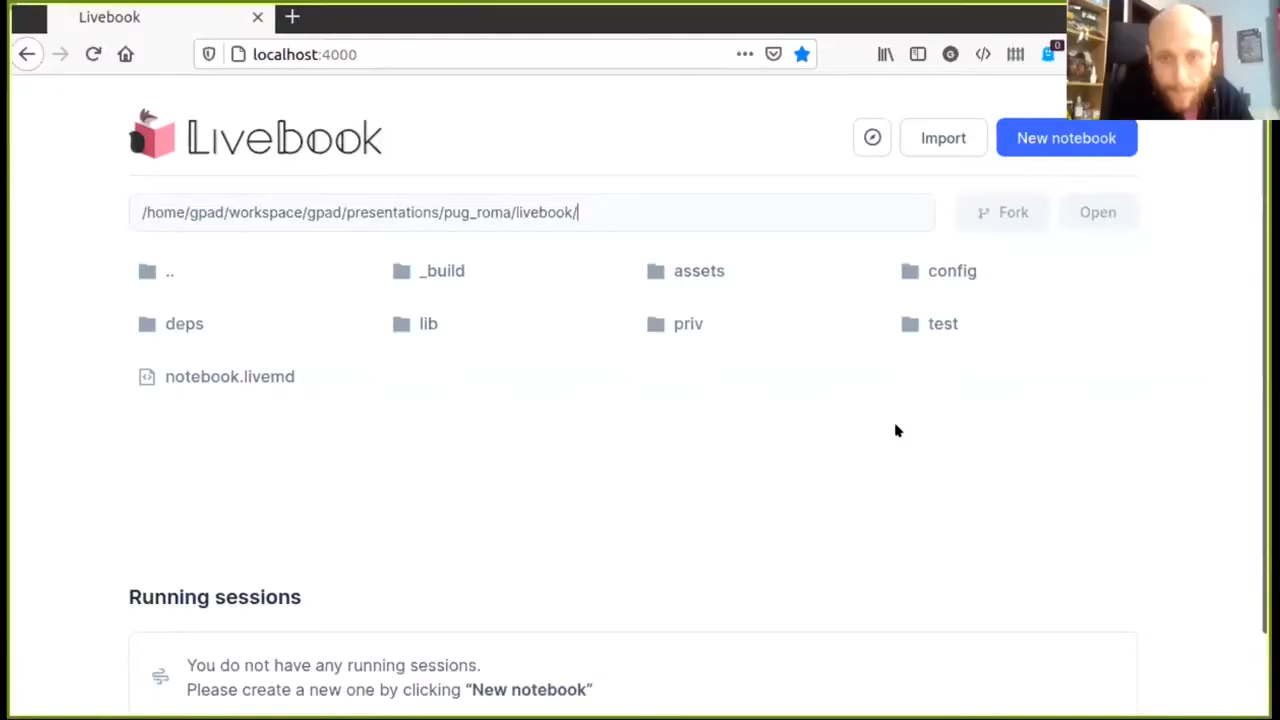 Livebook
localhost:4000
0
Livebook
Import
New notebook
/home/gpad/workspace/gpad/presentations/pug_roma/livebook/
Fork
Open
..
_build
assets
config
deps
lib
priv
test
notebook.livemd
Running sessions
You do not have any running sessions.
Please create a new one by clicking “New notebook”